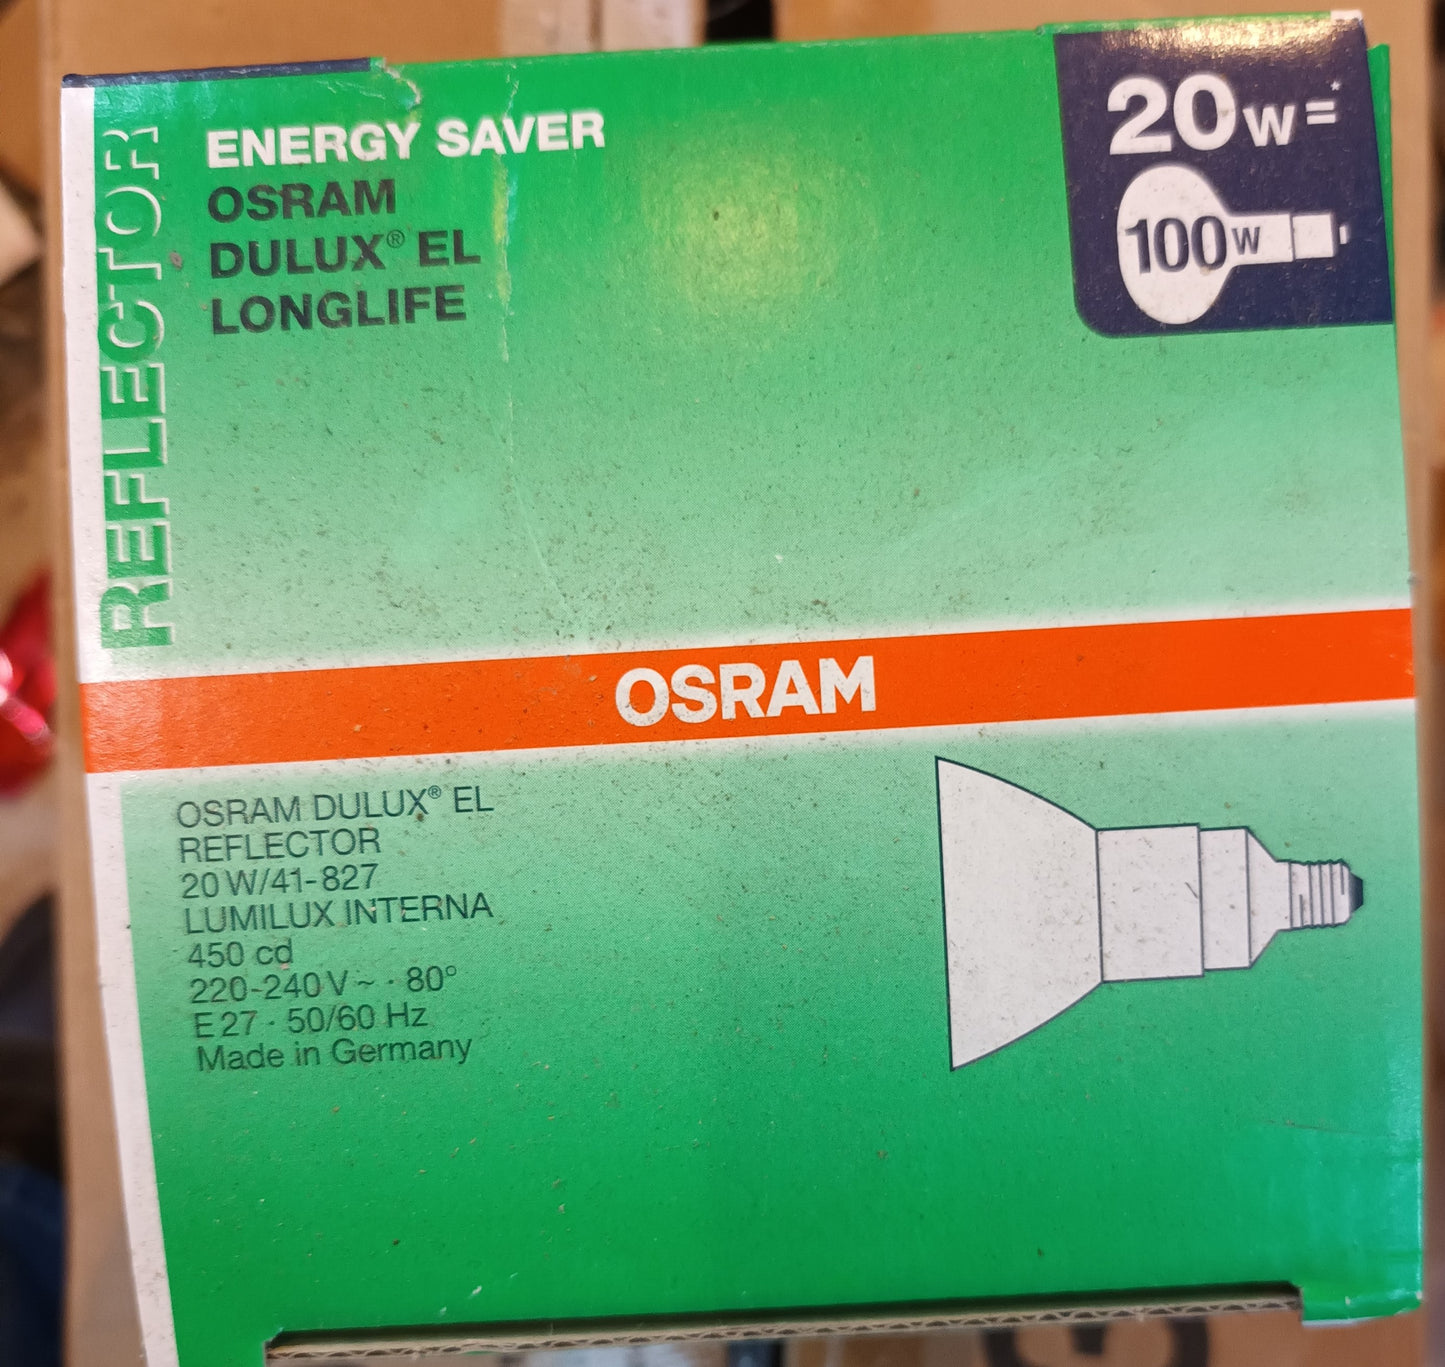 REFLECTOR
ENERGY SAVER
OSRAM
DULUX® EL
LONGLIFE
20W=*
100W
OSRAM
OSRAM DULUX® EL
REFLECTOR
20 W/41-827
LUMILUX INTERNA
450 cd
220-240 V ~ · 80°
E 27 · 50/60 Hz
Made in Germany